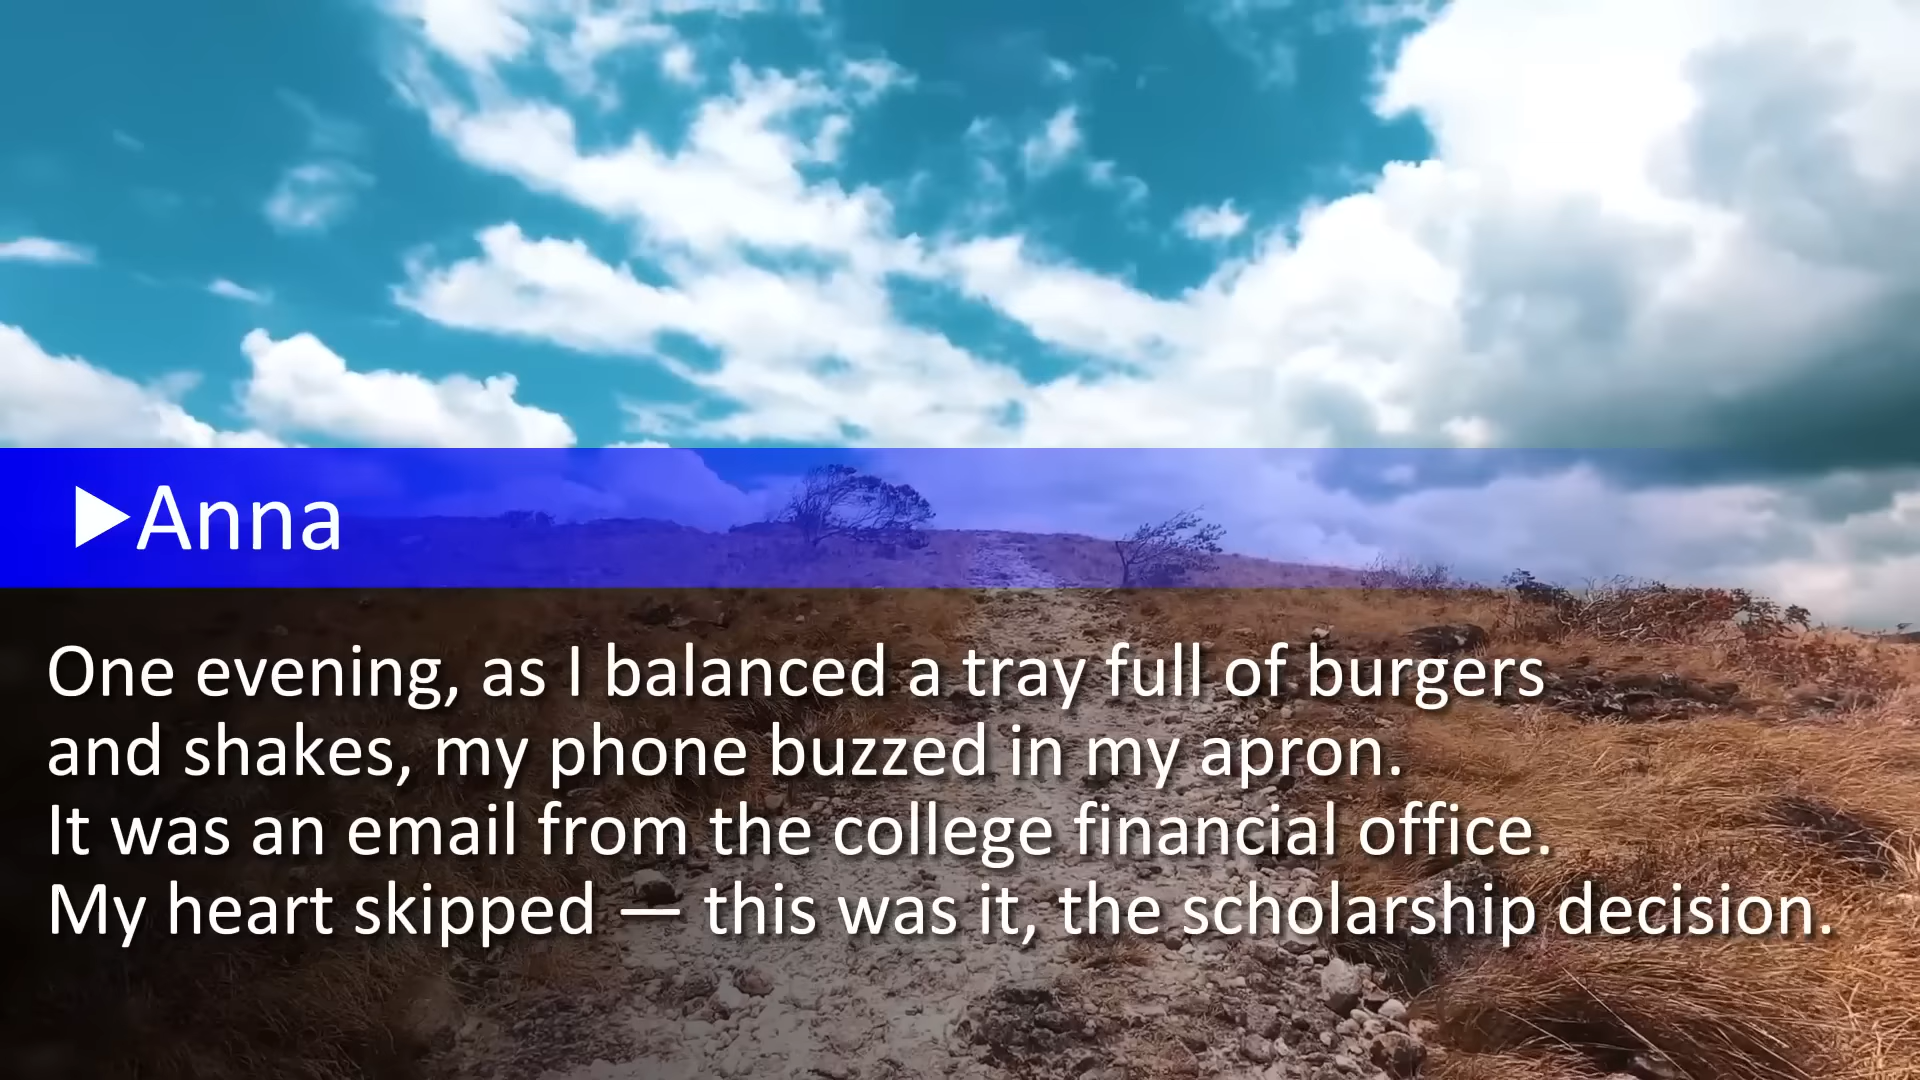 ▶Anna
One evening, as I balanced a tray full of burgers
and shakes, my phone buzzed in my apron.
It was an email from the college financial office.
My heart skipped — this was it, the scholarship decision.